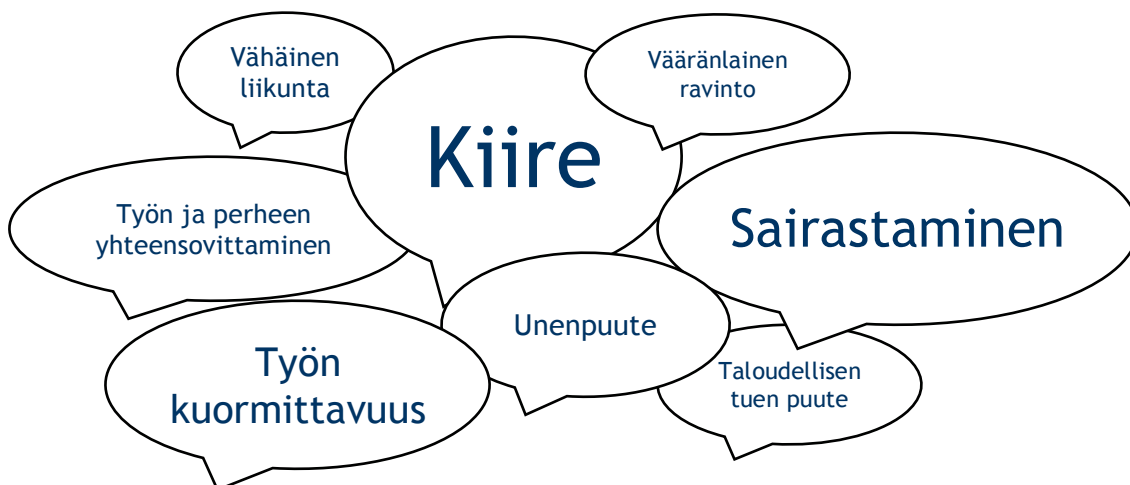 Vähäinen
liikunta
Kiire
Vääränlainen
ravinto
Työn ja perheen
yhteensovittaminen
Sairastaminen
Työn
kuormittavuus
Unenpuute
Taloudellisen
tuen puute